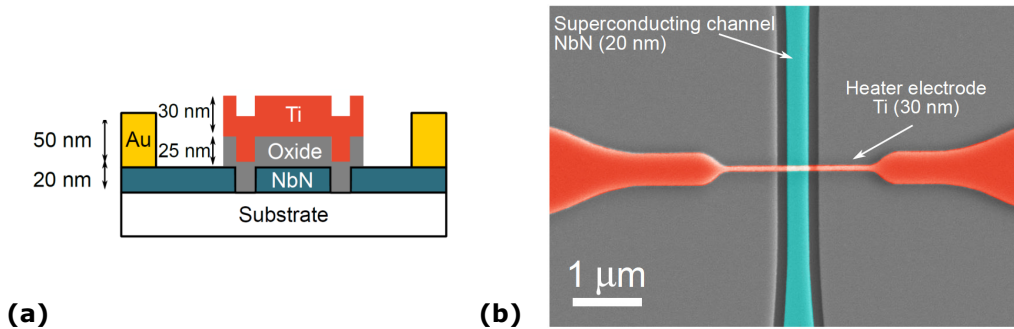 30 nm
Ti
50 nm
Au
25 nm
Oxide
20 nm
NbN
Substrate
(a)
Superconducting channel
NbN (20 nm)
Heater electrode
Ti (30 nm)
1 μm
(b)